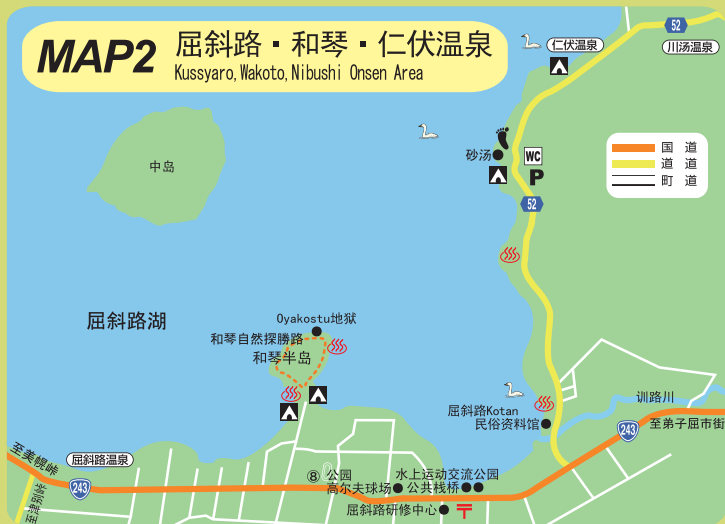 MAP2
屈斜路・和琴・仁伏温泉
Kussyaro, Wakoto, Nibushi Onsen Area
仁伏温泉
52
川汤温泉
国 道
道 道
町 道
砂汤
WC
P
52
中岛
屈斜路湖
Oyakostu地狱
和琴自然探勝路
和琴半岛
屈斜路Kotan
民俗资料馆
训路川
243
至弟子屈市街
至美幌峠
屈斜路温泉
243
至津别峠
⑧ 公园
高尔夫球场
水上运动交流公园
公共栈桥
屈斜路研修中心